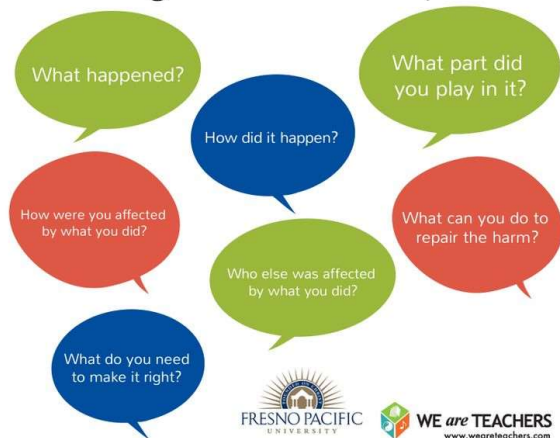 What happened?
What part did
you play in it?
How did it happen?
How were you affected
by what you did?
What can you do to
repair the harm?
Who else was affected
by what you did?
What do you need
to make it right?
FRESNO PACIFIC
UNIVERSITY
WE are TEACHERS
www.weareteachers.com